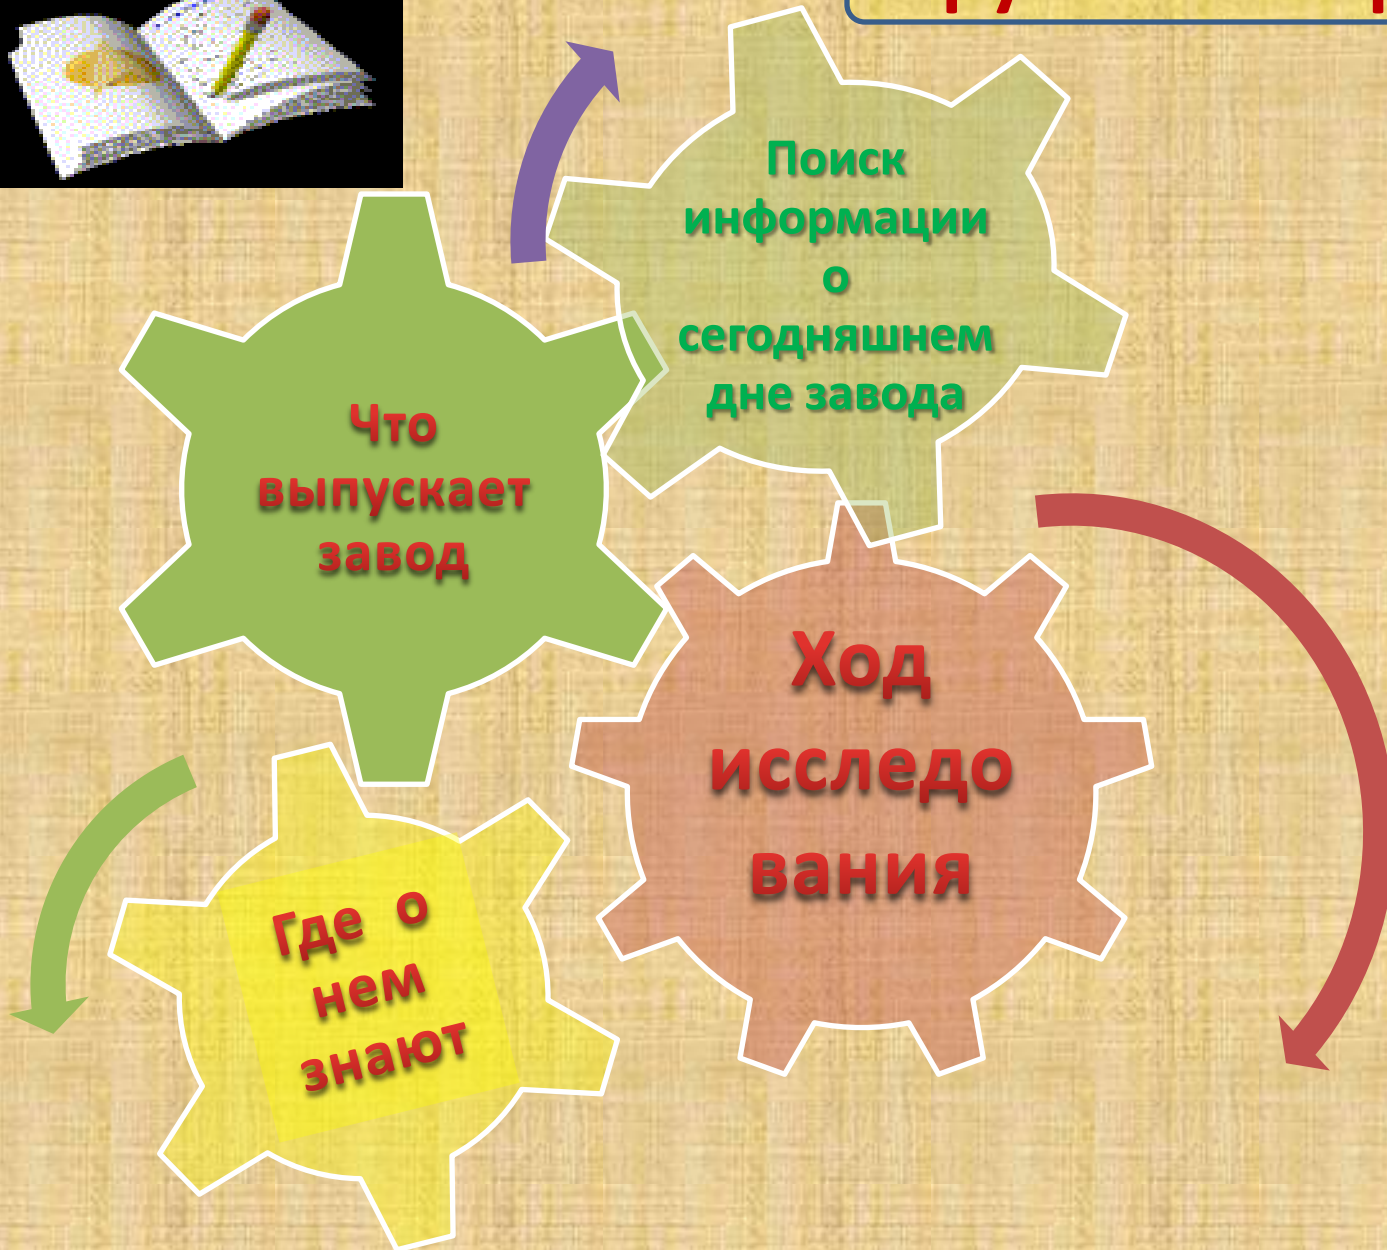 Поиск
информации
о
сегодняшнем
дне завода
Что
выпускает
завод
Ход
исследо
вания
Где о
нем
знают